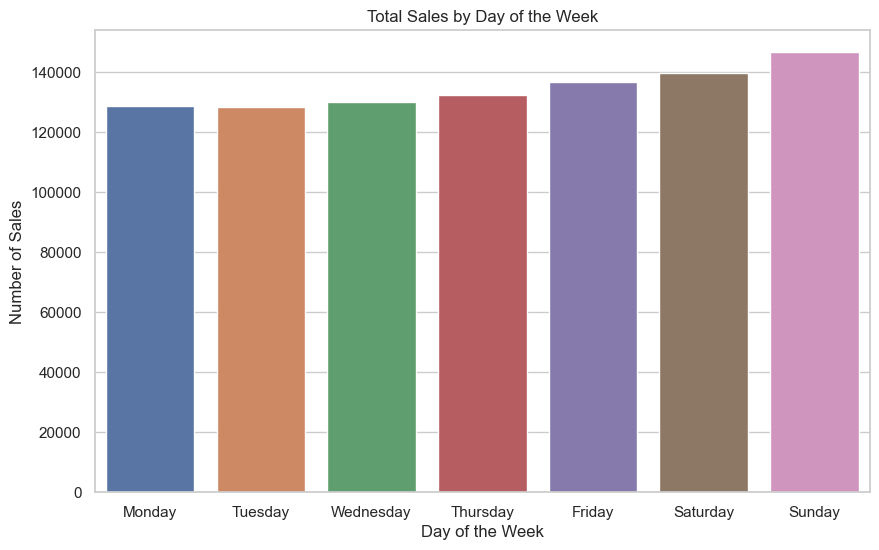 Total Sales by Day of the Week
Number of Sales
140000
120000
100000
80000
60000
40000
20000
0
Monday Tuesday Wednesday Thursday Friday Saturday Sunday
Day of the Week